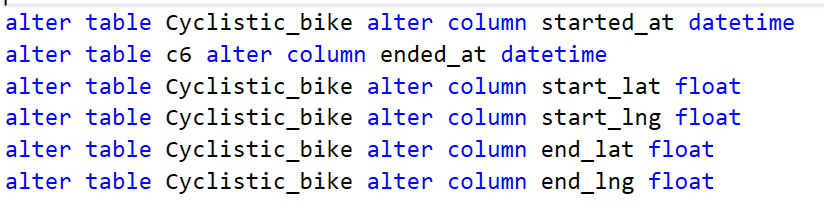 alter table Cyclistic_bike alter column started_at datetime
alter table c6 alter column ended_at datetime
alter table Cyclistic_bike alter column start_lat float
alter table Cyclistic_bike alter column start_lng float
alter table Cyclistic_bike alter column end_lat float
alter table Cyclistic_bike alter column end_lng float